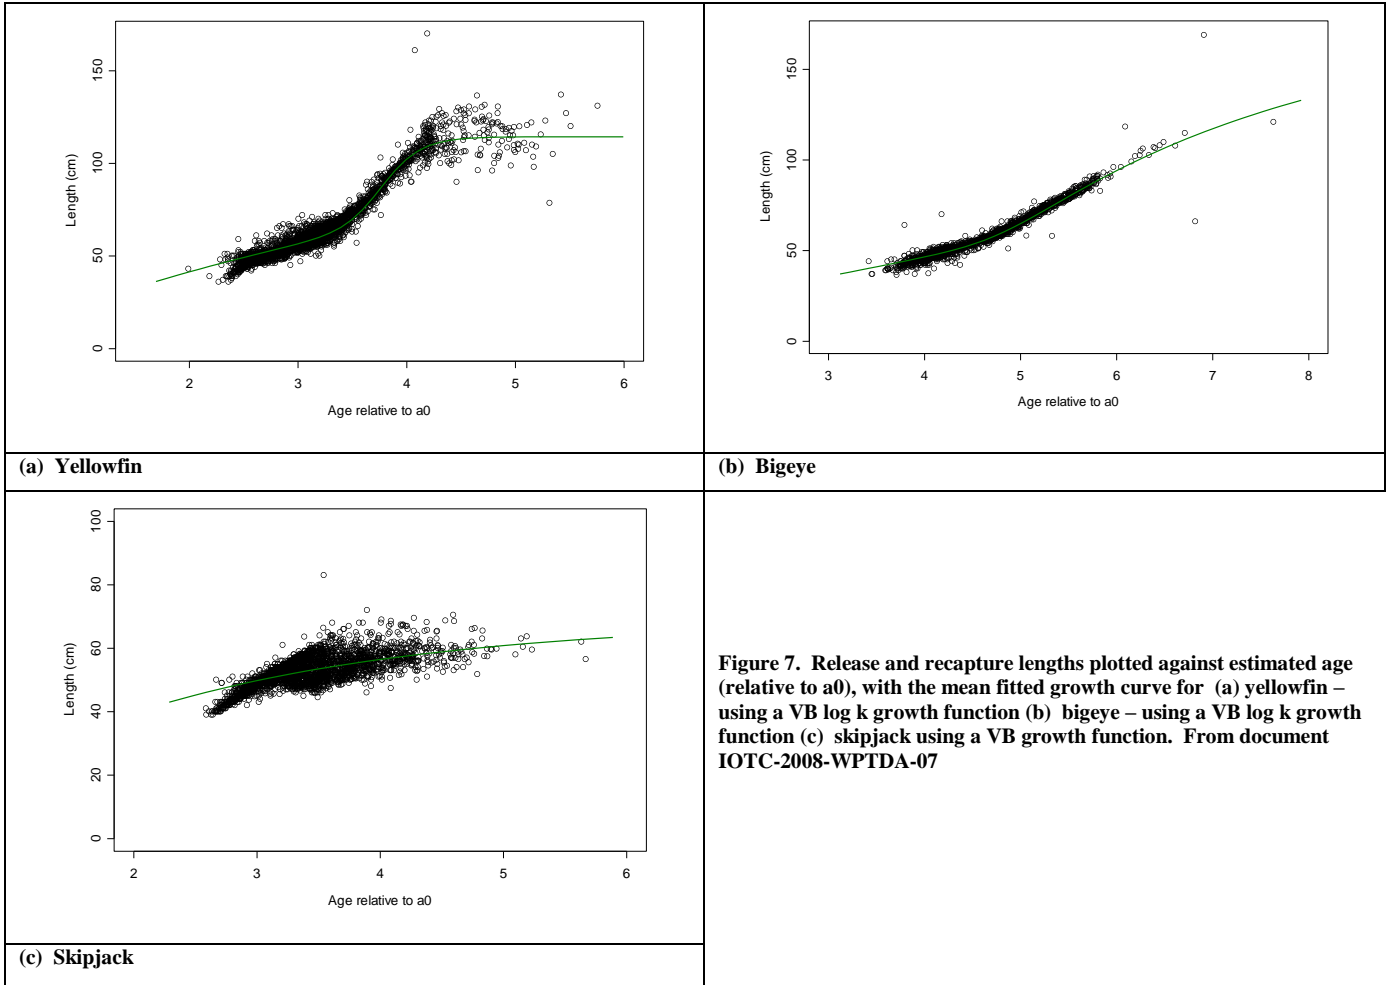 150
100
50
0
Length (cm)
2 3 4 5 6
Age relative to a0
(a) Yellowfin
150
100
50
0
Length (cm)
3 4 5 6 7 8
Age relative to a0
(b) Bigeye
100
80
60
40
20
0
Length (cm)
2 3 4 5 6
Age relative to a0
(c) Skipjack
Figure 7. Release and recapture lengths plotted against estimated age
(relative to a0), with the mean fitted growth curve for (a) yellowfin –
using a VB log k growth function (b) bigeye – using a VB log k growth
function (c) skipjack using a VB growth function. From document
IOTC-2008-WPTDA-07